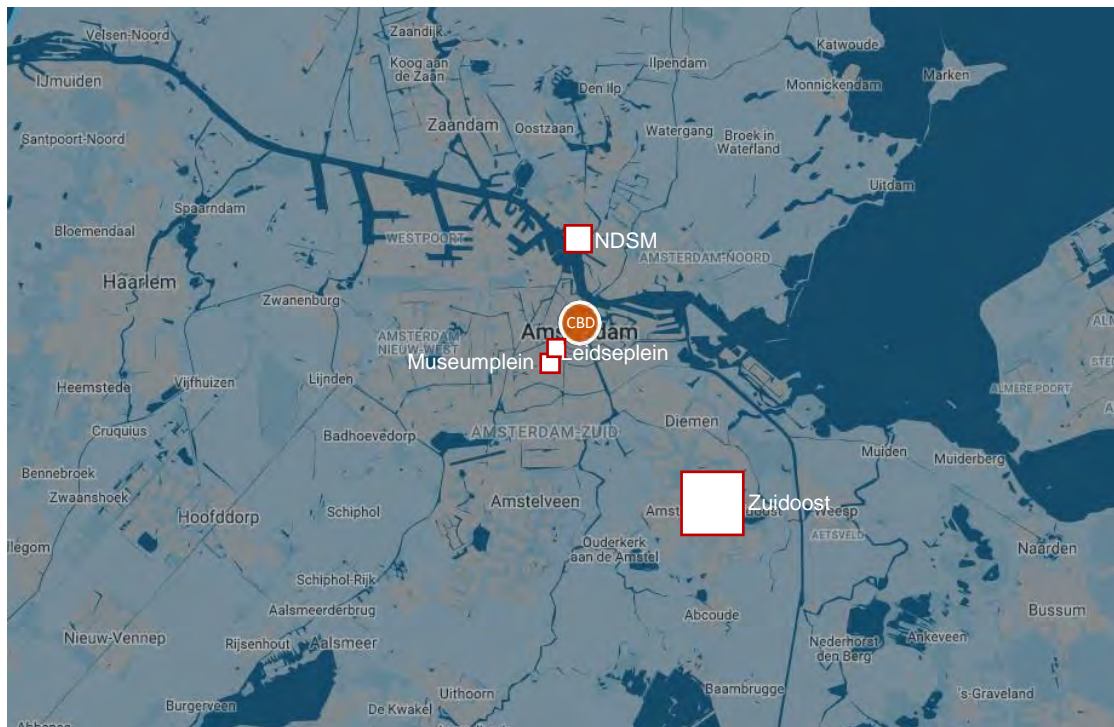 Velsen-Noord
Zaandijk
Katwoude
Koog aan
de Zaan
Ilpendam
IJmuiden
Den Ilp
Monnickendam
Marken
Santpoort-Noord
Zaandam
Oostzaan
Watergang
Broek in
Waterland
Uitdam
Spaarndam
Bloemendaal
WESTPOORT
NDSM
AMSTERDAM-NOORD
Haarlem
Zwanenburg
CBD
Amsterdam
AMSTERDAM
NIEUW-WEST
Leidseplein
Museumplein
Heemstede
Vijfhuizen
Lijnden
ALMERE POORT
Cruquius
Badhoevedorp
AMSTERDAM-ZUID
Diemen
Muiden
Muiderberg
Bennebroek
Zwaanshoek
Amstelveen
Zuidoost
Hoofddorp
Schiphol
Weesp
AETSVELD
Ouderkerk
aan de Amstel
Naarden
Schiphol-Rijk
Aalsmeerderbrug
Abcoude
Bussum
Nieuw-Vennep
Rijsenhout
Aalsmeer
Nederhorst
den Berg
Ankeveen
Uithoorn
Baambrugge
's-Graveland
Burgerveen
De Kwakel